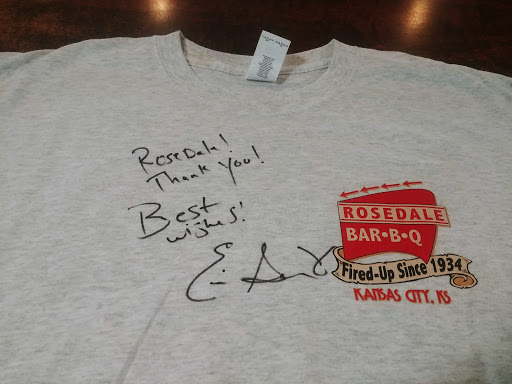 Rosedale!
Thank you!
Best
wishes!
ROSEDALE
BAR•B•Q
Fired-Up Since 1934
KANSAS CITY, KS